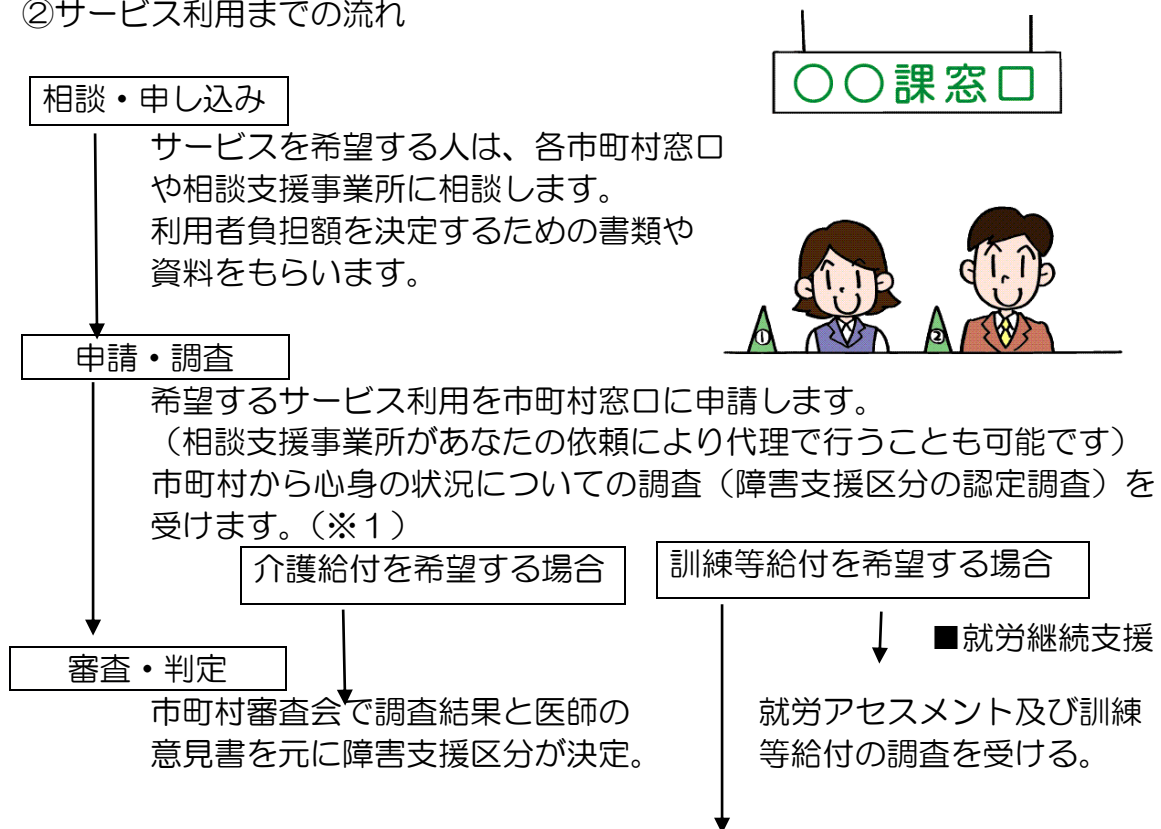 ②サービス利用までの流れ
○○課窓口
相談・申し込み
サービスを希望する人は、各市町村窓口
や相談支援事業所に相談します。
利用者負担額を決定するための書類や
資料をもらいます。
①
②
申請・調査
希望するサービス利用を市町村窓口に申請します。
（相談支援事業所があなたの依頼により代理で行うことも可能です）
市町村から心身の状況についての調査（障害支援区分の認定調査）を
受けます。（※１）
介護給付を希望する場合
訓練等給付を希望する場合
■就労継続支援
審査・判定
市町村審査会で調査結果と医師の
意見書を元に障害支援区分が決定。
就労アセスメント及び訓練
等給付の調査を受ける。